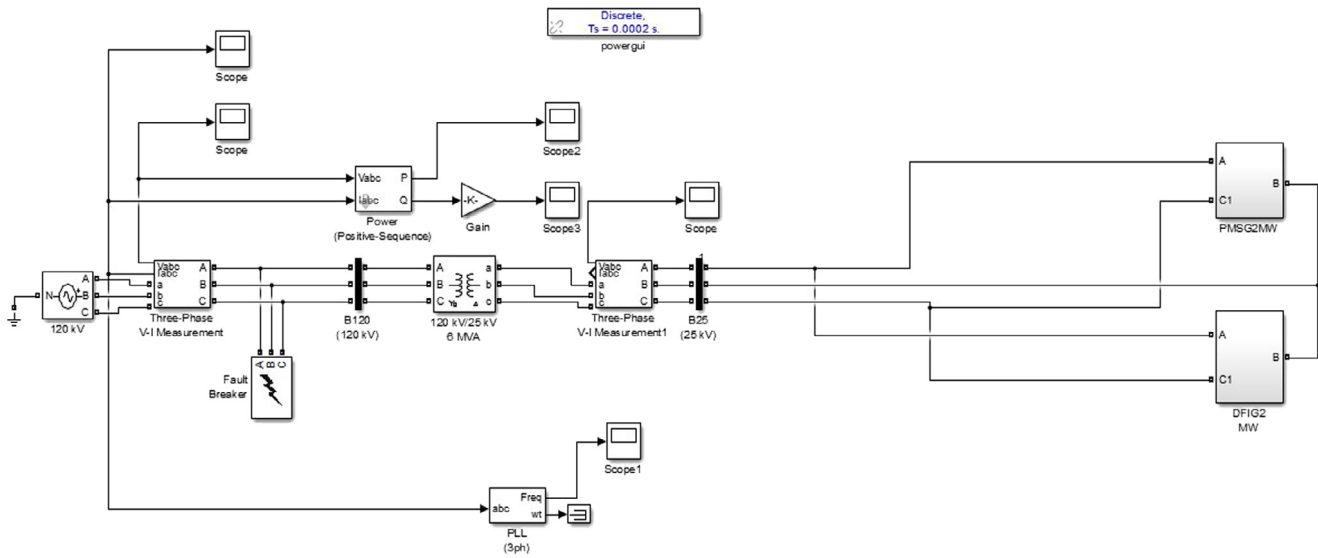 Discrete,
Ts = 0.0002 s.
powergui
Scope
Scope
Scope2
Vabc
P
Iabc
Q
Power
(Positive-Sequence)
-K-
Gain
Scope3
Scope
A
B
C1
PMSG2MW
N
A
B
C
120 kV
Vabc
Iabc
A
a
B
b
C
c
Three-Phase
V-I Measurement
B120
(120 kV)
A
a
B
b
C
c
Yg
120 kV/25 kV
6 MVA
Vabc
Iabc
A
a
B
b
C
c
Three-Phase
V-I Measurement1
B25
(25 kV)
A
B
C1
DFIG2
MW
A B C
Fault
Breaker
Scope1
abc
Freq
wt
PLL
(3ph)